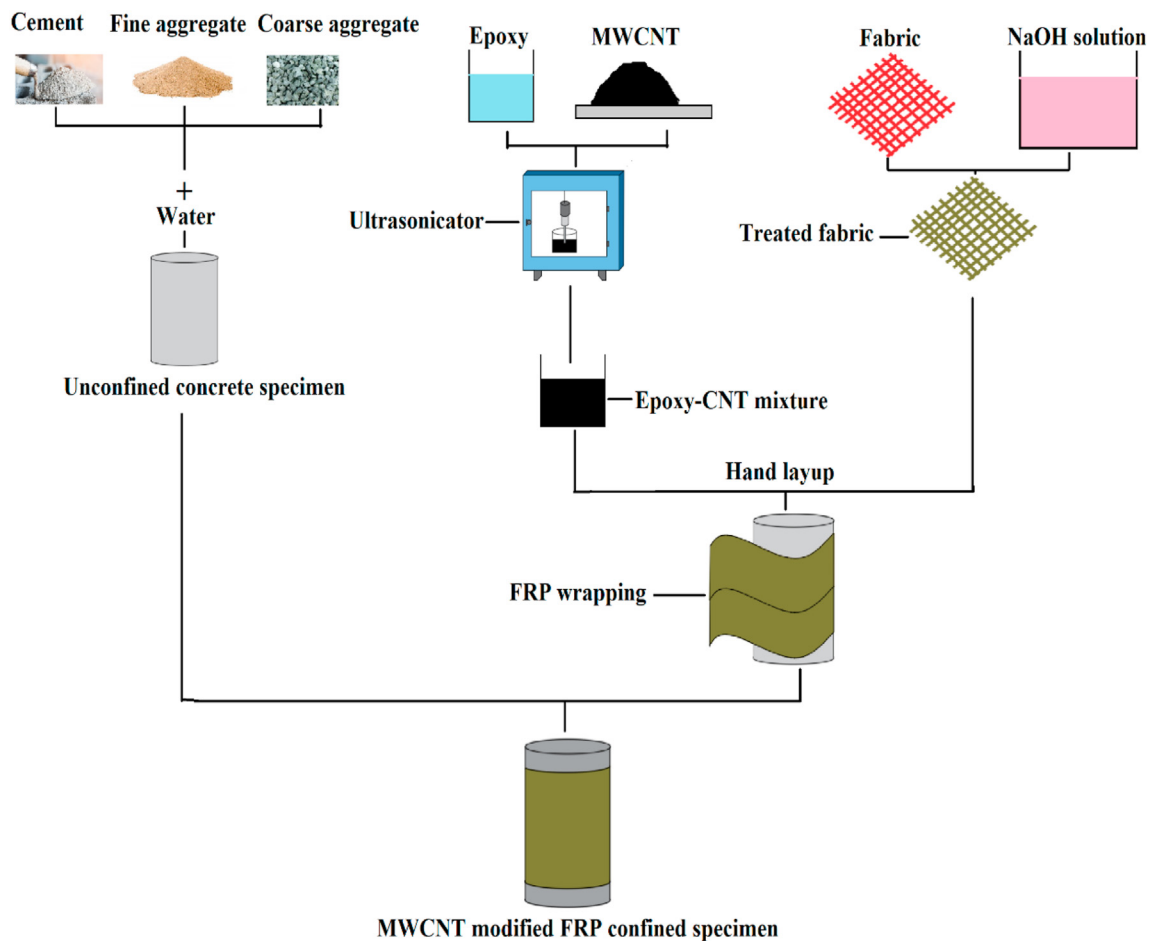 Cement
Fine aggregate
Coarse aggregate
Epoxy
MWCNT
Fabric
NaOH solution
+
Water
Ultrasonicator
Treated fabric
Unconfined concrete specimen
Epoxy-CNT mixture
Hand layup
FRP wrapping
MWCNT modified FRP confined specimen